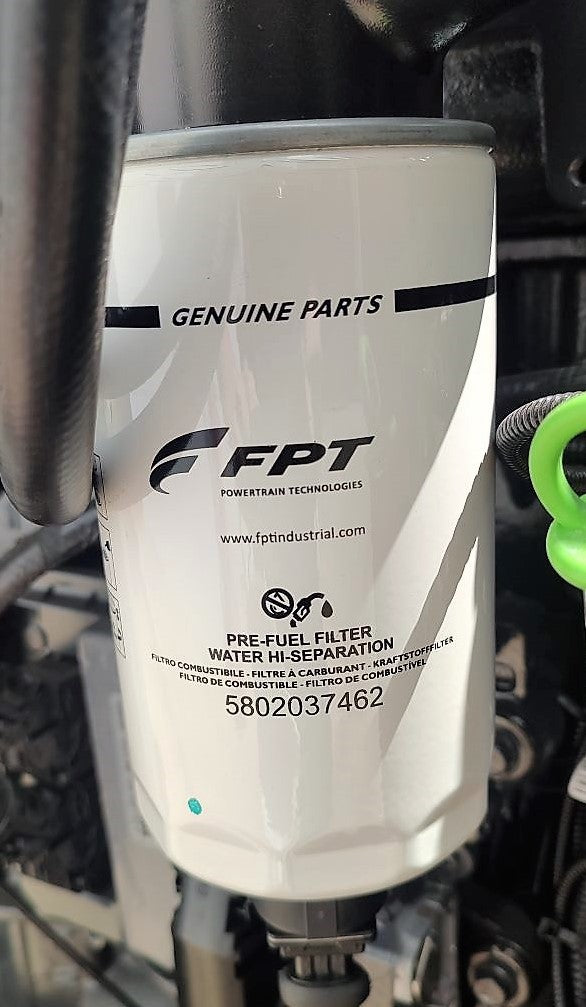 GENUINE PARTS
FPT
POWERTRAIN TECHNOLOGIES
www.fptindustrial.com
PRE-FUEL FILTER
WATER HI-SEPARATION
FILTRO COMBUSTIBILE - FILTRE À CARBURANT - KRAFTSTOFFFILTER
FILTRO DE COMBUSTIBLE - FILTRO DE COMBUSTÍVEL
5802037462